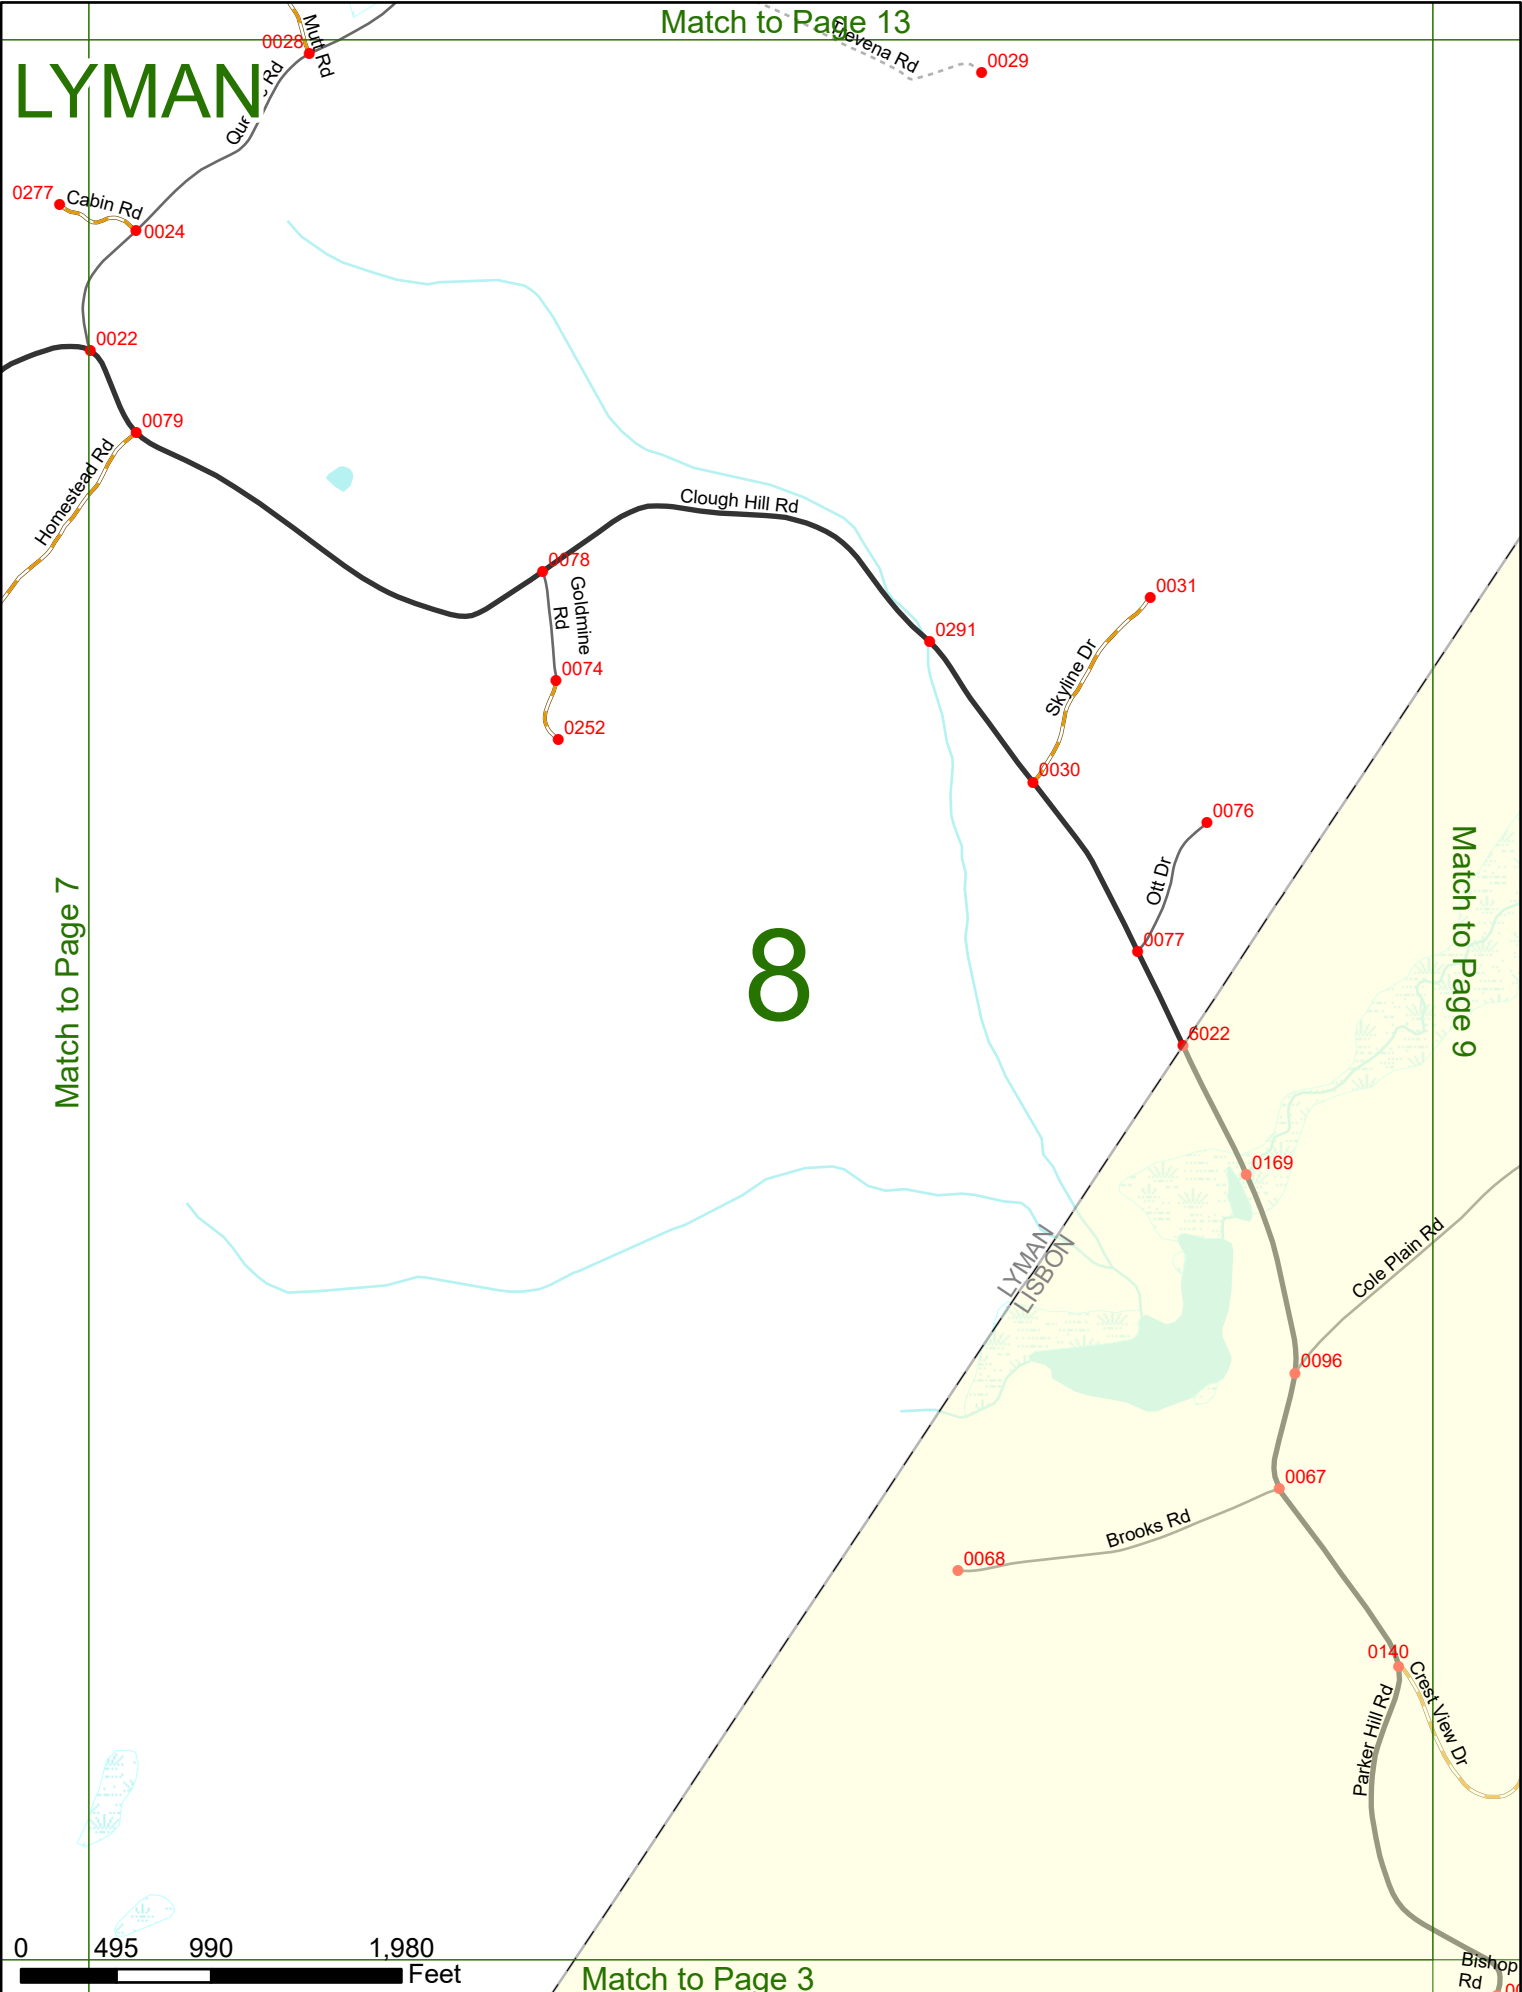 Match to Page 13
0028
Mutt Rd
Trevena Rd
0029
LYMAN
Rd
0277
Cabin Rd
0024
0022
0079
Homestead Rd
Clough Hill Rd
0078
Goldmine
Rd
0074
0252
0291
0031
Skyline Dr
0030
0076
Ott Dr
0077
Match to Page 7
8
Match to Page 9
6022
0169
LYMAN
LISBON
Cole Plain Rd
0096
0067
Brooks Rd
0068
0140
Crest View Dr
Parker Hill Rd
0 495 990 1,980
Feet
Match to Page 3
Bishop
Rd